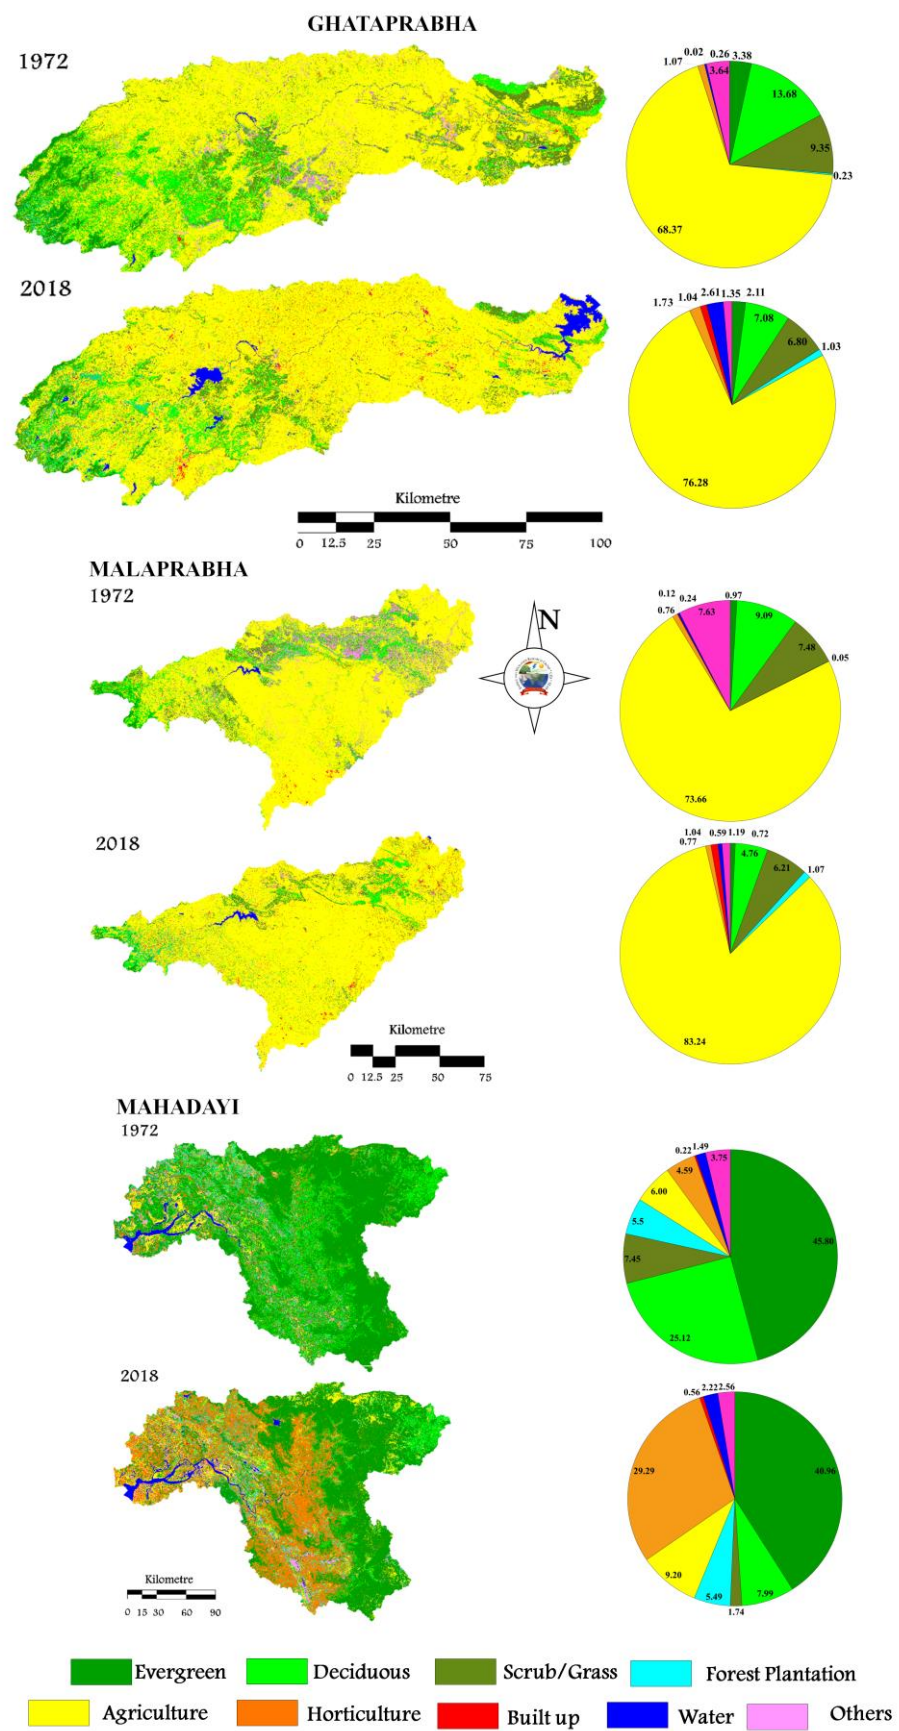 GHATAPRABHA
1972
1.07 0.02 0.26 3.38
3.64
13.68
9.35
0.23
68.37
2018
1.73 1.04 2.61 1.35 2.11
7.08
6.80
1.03
76.28
Kilometre
0 12.5 25 50 75 100
MALAPRABHA
1972
N
0.12 0.24 0.97
0.76 7.63 9.09
7.48
0.05
73.66
2018
1.04 0.59 1.19 0.72
0.77 4.76
6.21 1.07
83.24
Kilometre
0 12.5 25 50 75
MAHADAYI
1972
0.22 1.49
4.59 3.75
6.00
5.5
7.45
45.80
25.12
2018
0.56 2.22 2.56
40.96
29.29
9.20
5.49
1.74
7.99
Kilometre
0 15 30 60 90
Evergreen Deciduous Scrub/Grass Forest Plantation
Agriculture Horticulture Built up Water Others